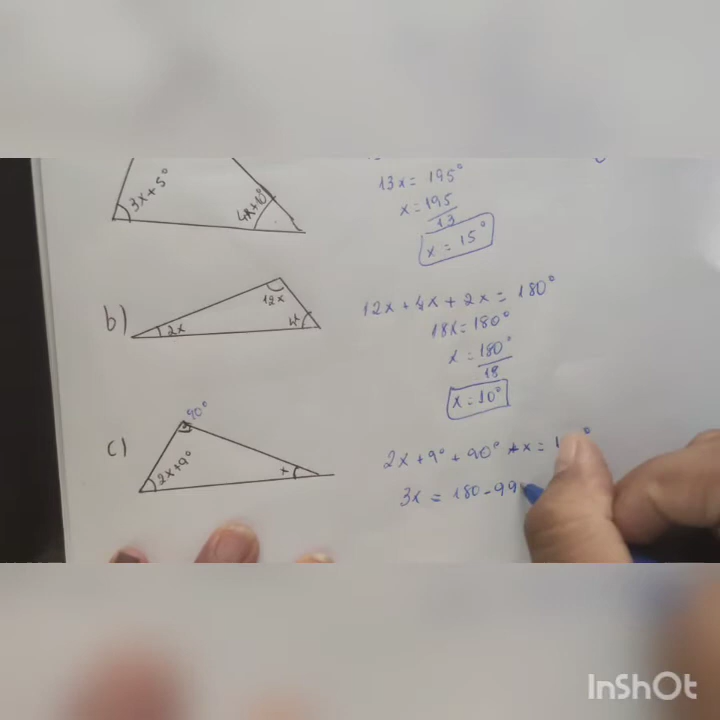 3x+5°
4x+10°
13x = 195°
x = 195
13
x = 15°
b)
12x
2x
4x
12x + 4x + 2x = 180°
18x = 180°
x = 180°
18
x = 10°
c)
90°
2x+9°
x
2x + 9° + 90° + x = 1
3x = 180 - 99
InShOt